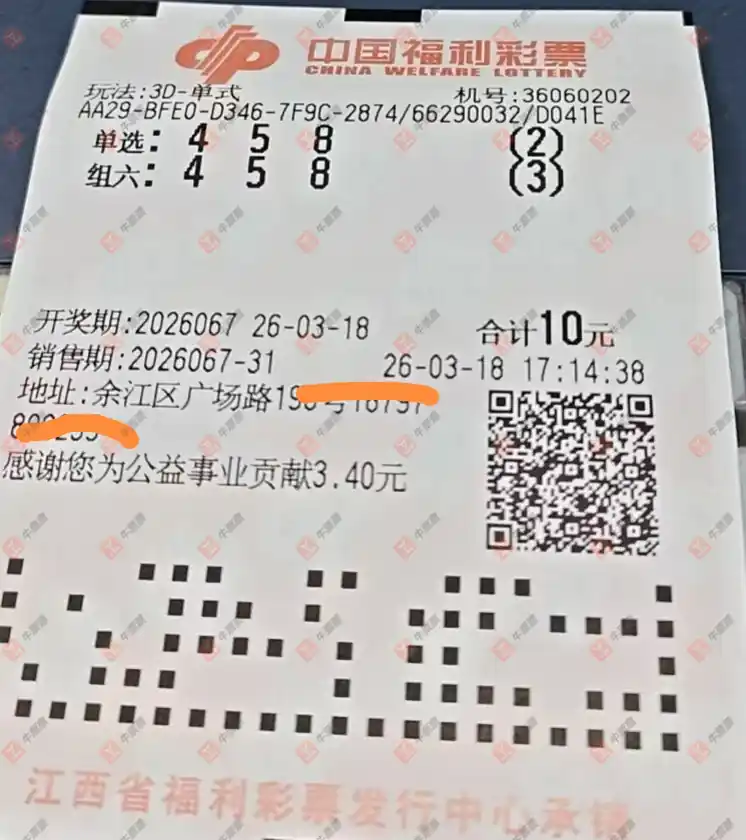 中国福利彩票
CHINA WELFARE LOTTERY
玩法:3D-单式 机号:36060202
AA29-BFE0-D346-7F9C-2874/66290032/D041E
单选: 4 5 8 (2)
组六: 4 5 8 (3)
开奖期:2026067 26-03-18 合计10元
销售期:2026067-31 26-03-18 17:14:38
地址:余江区广场路
感谢您为公益事业贡献3.40元
江西省福利彩票发行中心承销